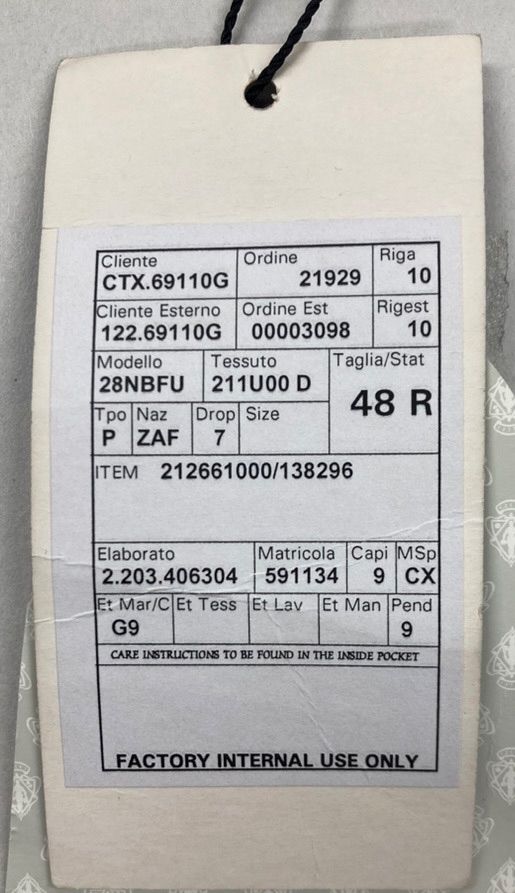 Cliente Ordine Riga
CTX.69110G 21929 10
Cliente Esterno Ordine Est Rigest
122.69110G 00003098 10
Modello Tessuto Taglia/Stat
28NBFU 211U00 D 48 R
Tpo Naz Drop Size
P ZAF 7
ITEM 212661000/138296
Elaborato Matricola Capi MSp
2.203.406304 591134 9 CX
Et Mar/C Et Tess Et Lav Et Man Pend
G9 9
CARE INSTRUCTIONS TO BE FOUND IN THE INSIDE POCKET
FACTORY INTERNAL USE ONLY